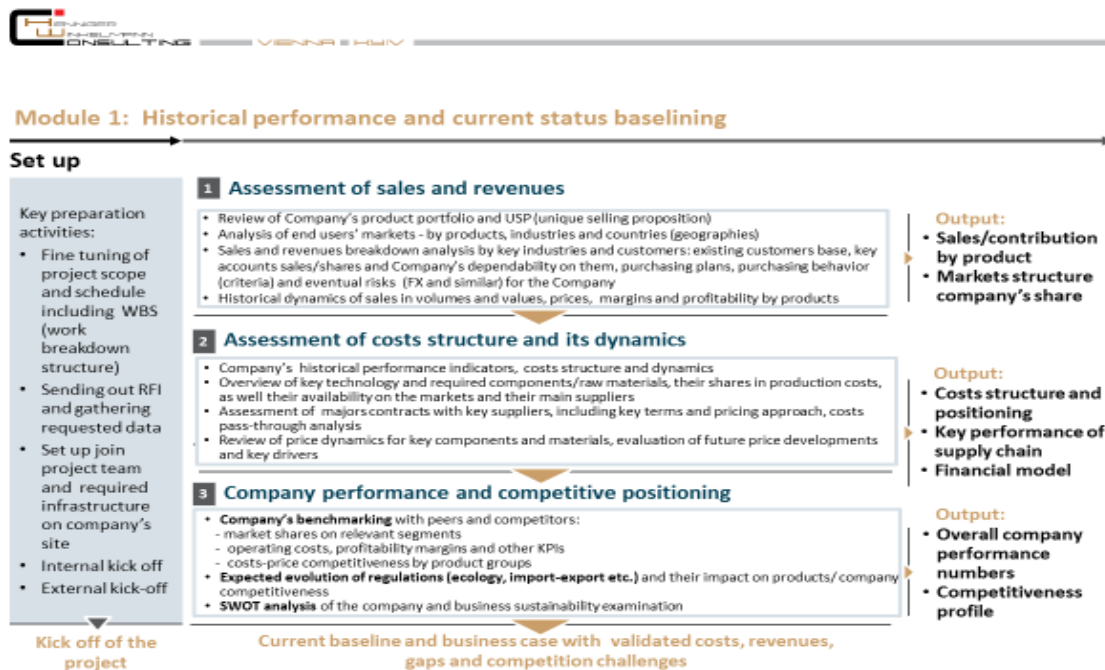 HENNINGER
WINKELMANN
CONSULTING VIENNA KYIV
Module 1: Historical performance and current status baselining
Set up
Key preparation
activities:
• Fine tuning of
project scope
and schedule
including WBS
(work
breakdown
structure)
• Sending out RFI
and gathering
requested data
• Set up join
project team
and required
infrastructure
on company's
site
• Internal kick off
• External kick-off
Kick off of the
project
1 Assessment of sales and revenues
• Review of Company's product portfolio and USP (unique selling proposition)
• Analysis of end users' markets - by products, industries and countries (geographies)
• Sales and revenues breakdown analysis by key industries and customers: existing customers base, key
accounts sales/shares and Company's dependability on them, purchasing plans, purchasing behavior
(criteria) and eventual risks (FX and similar) for the Company
• Historical dynamics of sales in volumes and values, prices, margins and profitability by products
Output:
• Sales/contribution
by product
• Markets structure
company's share
2 Assessment of costs structure and its dynamics
• Company's historical performance indicators, costs structure and dynamics
• Overview of key technology and required components/raw materials, their shares in production costs,
as well their availability on the markets and their main suppliers
• Assessment of majors contracts with key suppliers, including key terms and pricing approach, costs
pass-through analysis
• Review of price dynamics for key components and materials, evaluation of future price developments
and key drivers
Output:
• Costs structure and
positioning
• Key performance of
supply chain
• Financial model
3 Company performance and competitive positioning
• Company's benchmarking with peers and competitors:
- market shares on relevant segments
- operating costs, profitability margins and other KPIs
- costs-price competitiveness by product groups
• Expected evolution of regulations (ecology, import-export etc.) and their impact on products/ company
competitiveness
• SWOT analysis of the company and business sustainability examination
Output:
• Overall company
performance
numbers
• Competitiveness
profile
Current baseline and business case with validated costs, revenues,
gaps and competition challenges